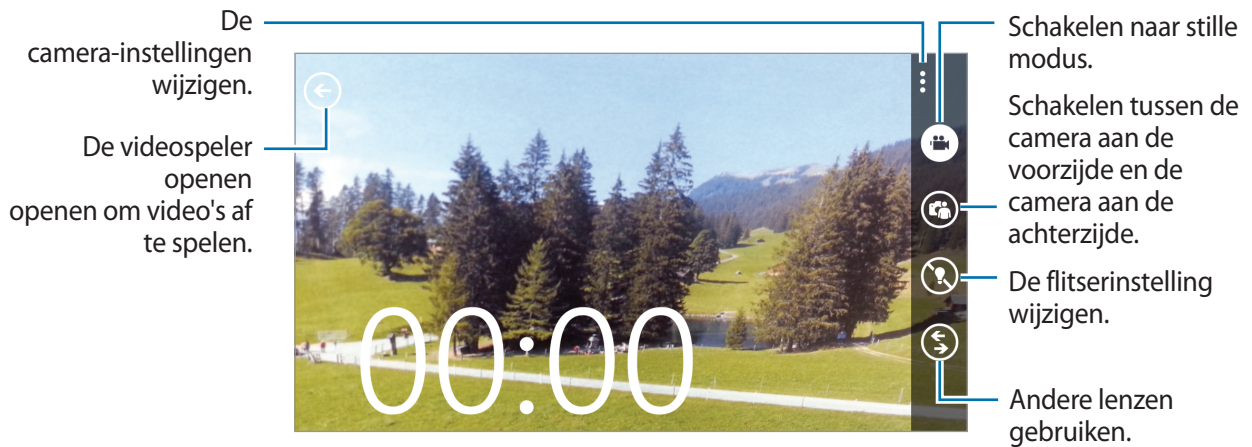 De
camera-instellingen
wijzigen.
De videospeler
openen
openen om video's af
te spelen.
00:00
Schakelen naar stille
modus.
Schakelen tussen de
camera aan de
voorzijde en de
camera aan de
achterzijde.
De flitserinstelling
wijzigen.
Andere lenzen
gebruiken.